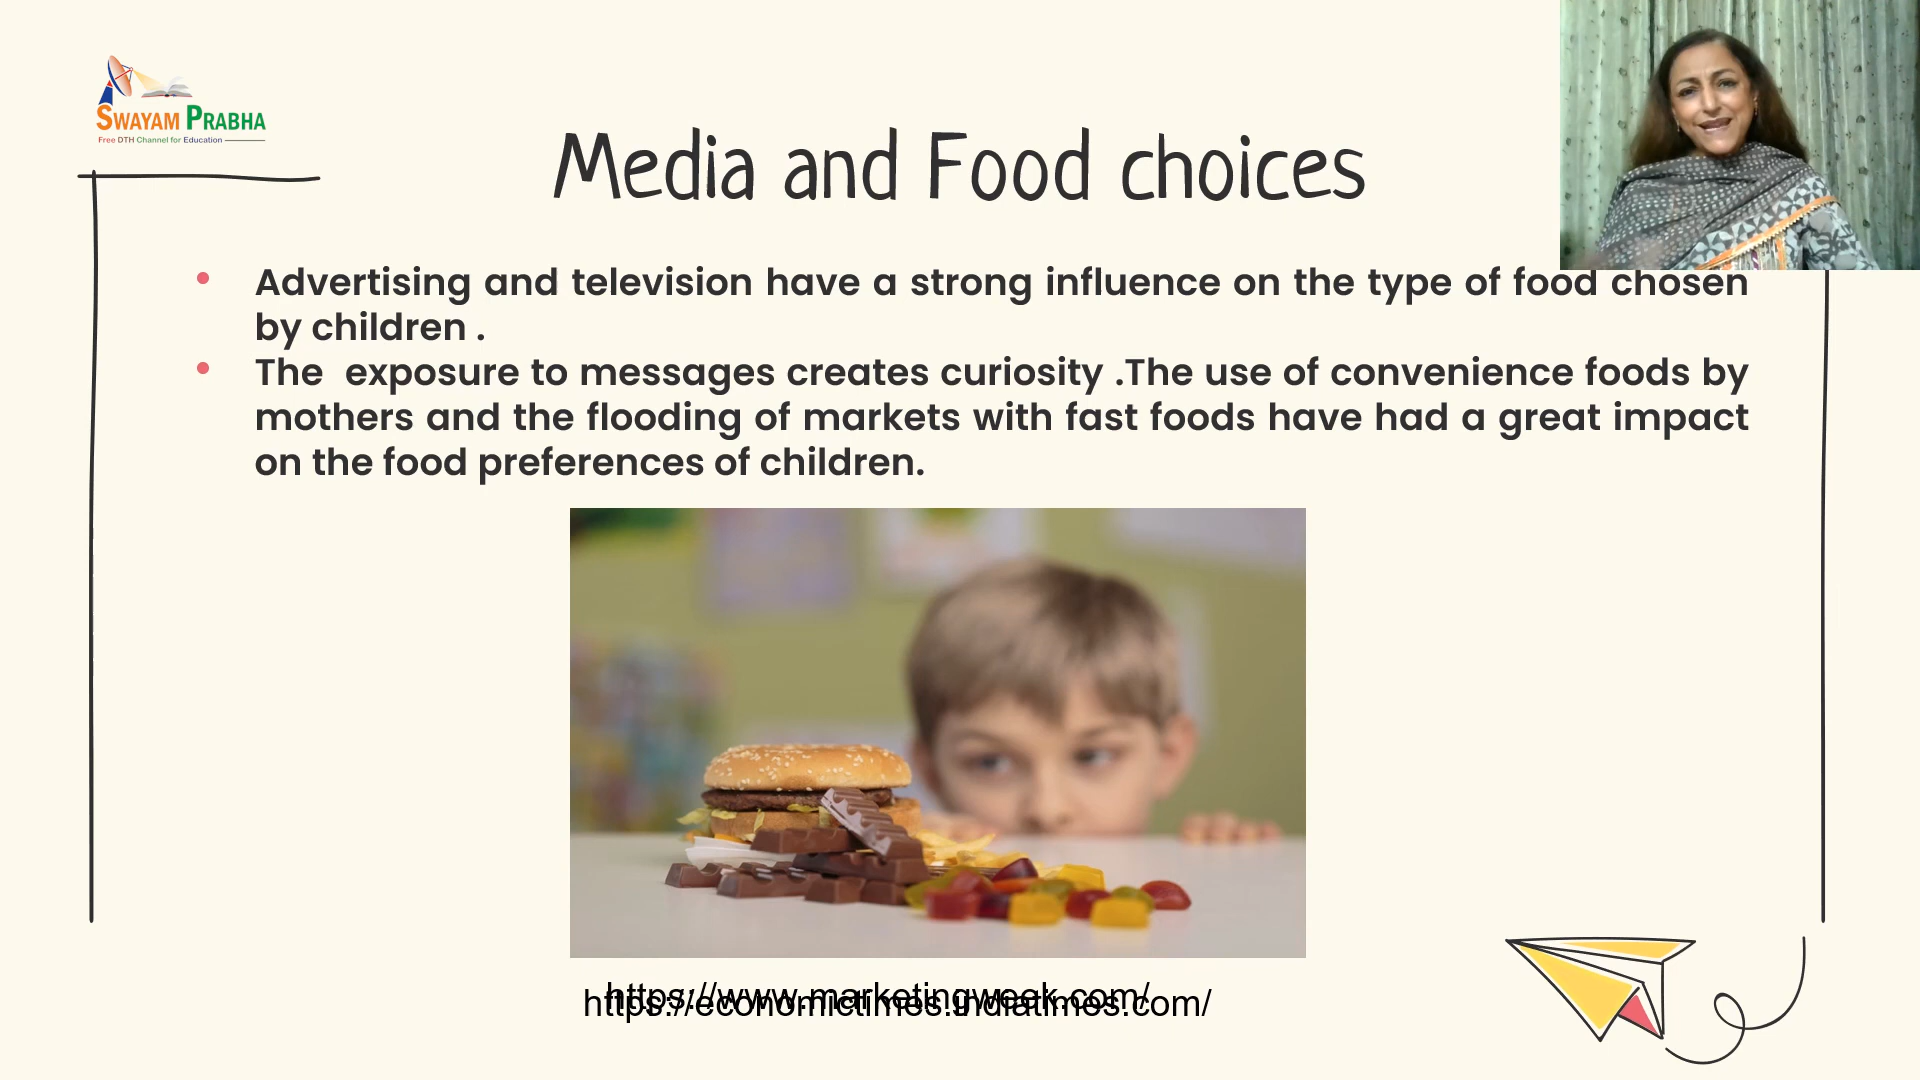 SWAYAM PRABHA
Free DTH Channel for Education
Media and Food choices
Advertising and television have a strong influence on the type of food chosen
by children .
The exposure to messages creates curiosity .The use of convenience foods by
mothers and the flooding of markets with fast foods have had a great impact
on the food preferences of children.
https://www.marketingweek.com/
https://economictimes.indiatimes.com/